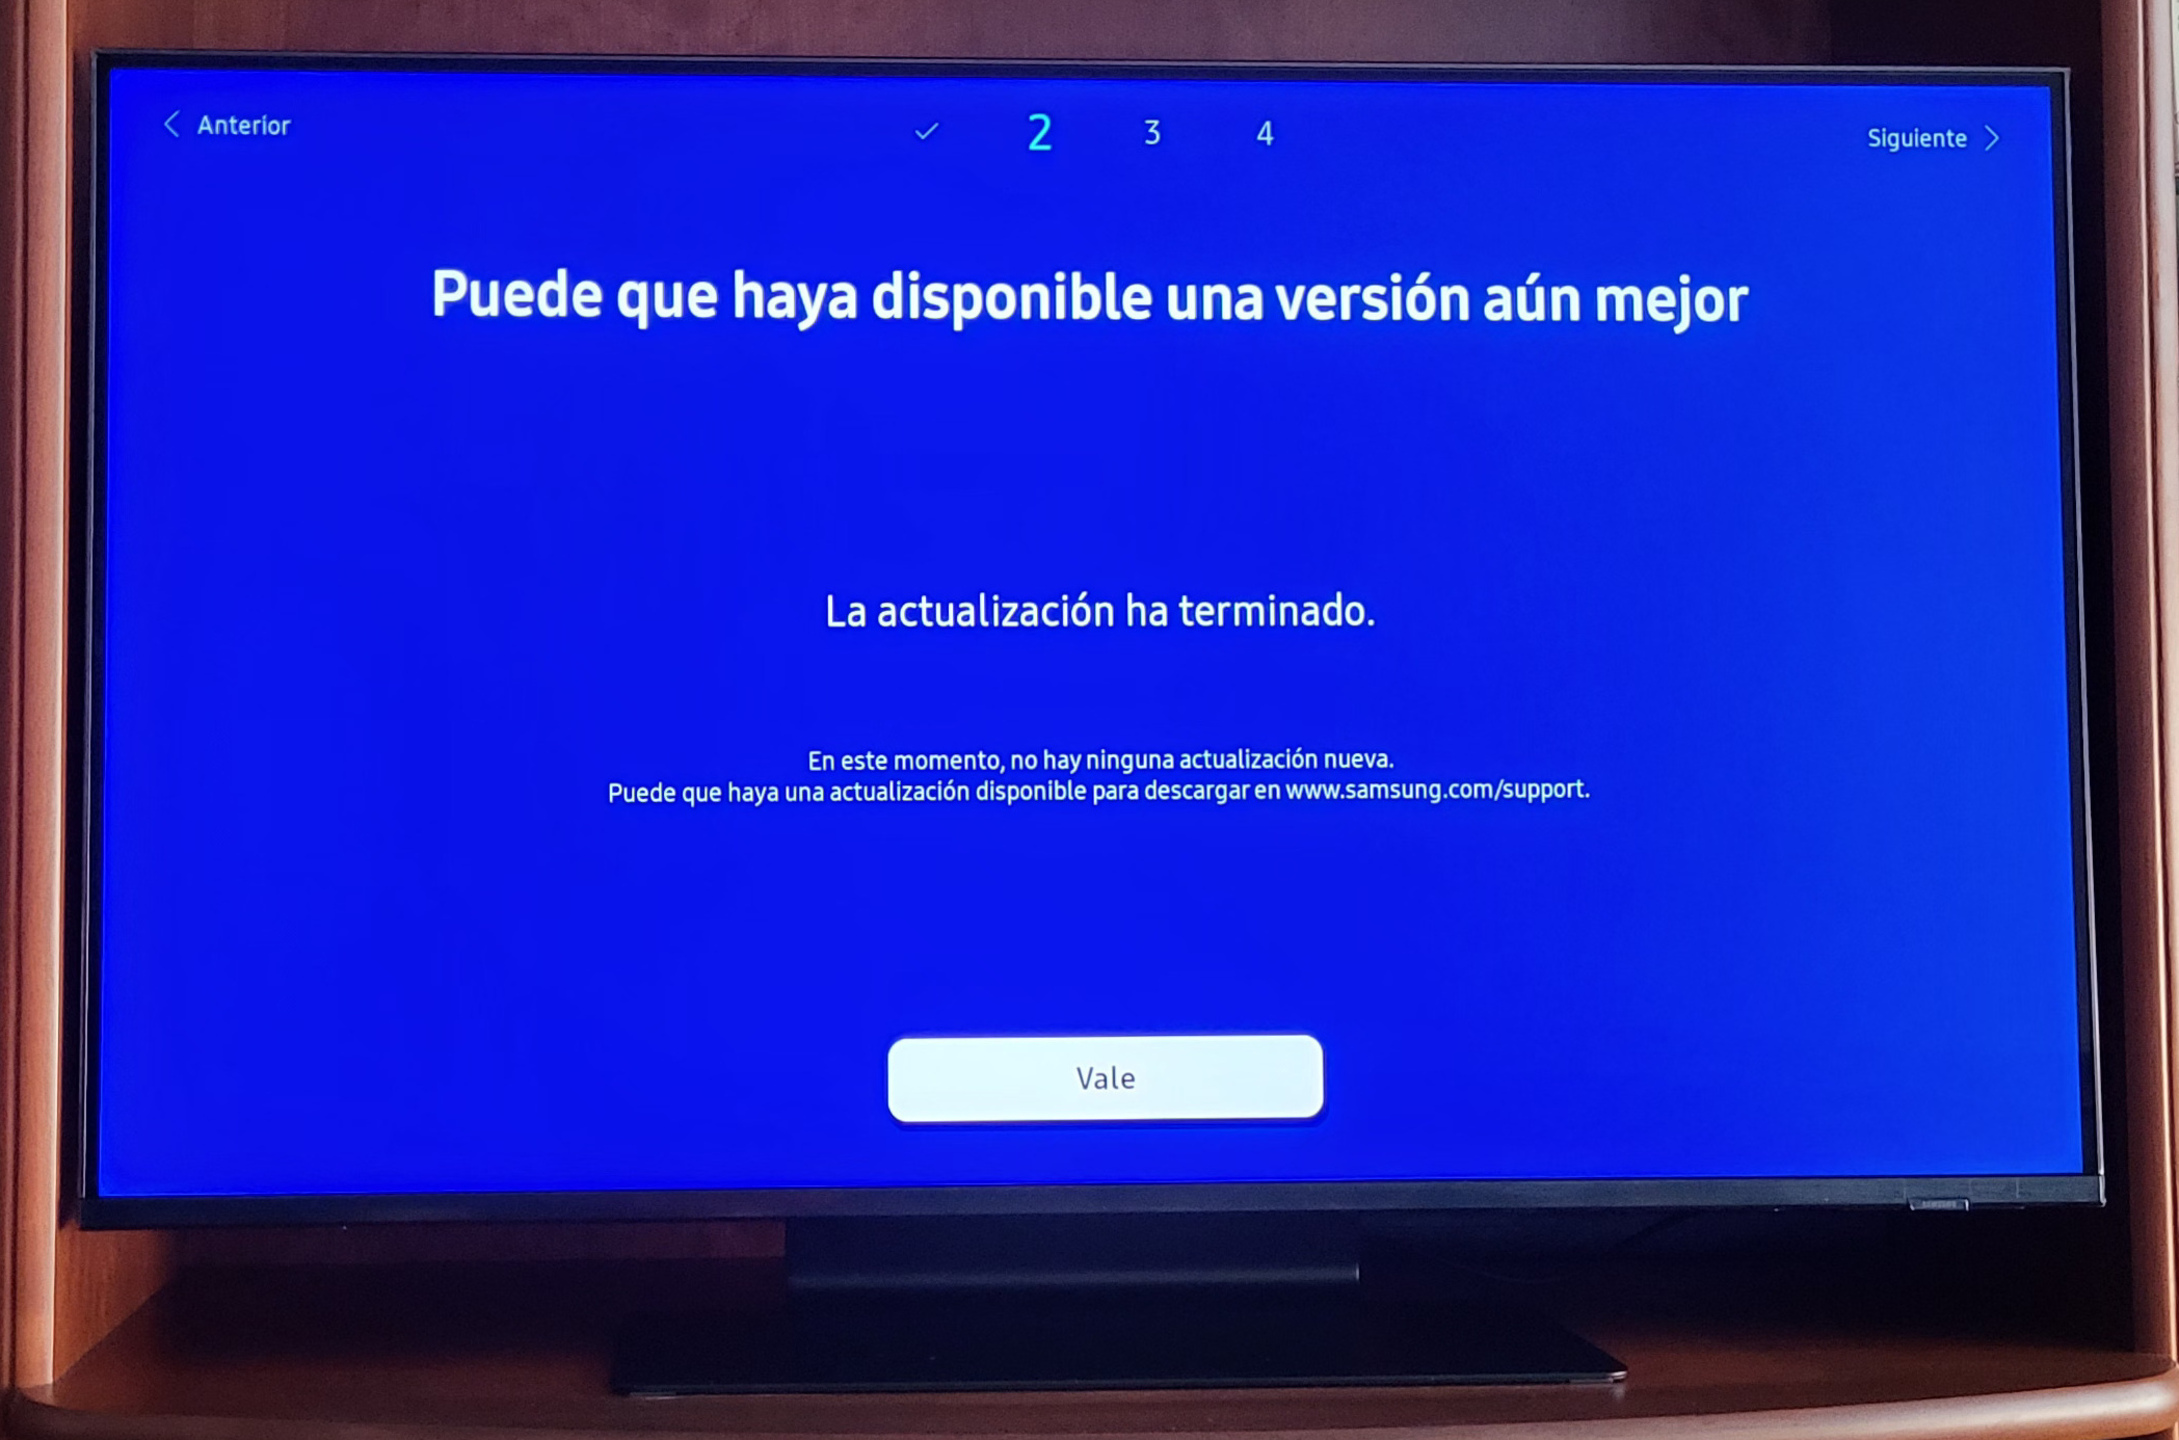 Anterior
✓ 2 3 4
Siguiente
Puede que haya disponible una versión aún mejor
La actualización ha terminado.
En este momento, no hay ninguna actualización nueva.
Puede que haya una actualización disponible para descargar en www.samsung.com/support.
Vale